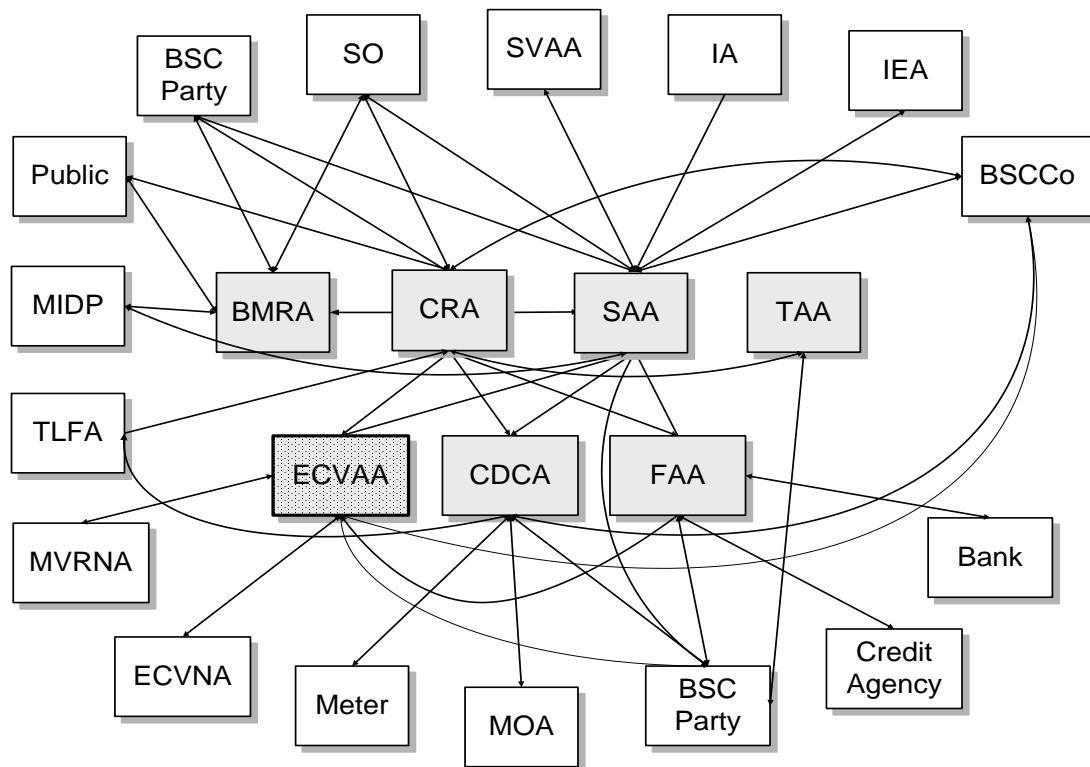 BSC
Party
SO
SVAA
IA
IEA
Public
BSCCo
MIDP
BMRA
CRA
SAA
TAA
TLFA
ECVAA
CDCA
FAA
MVRNA
Bank
ECVNA
Meter
MOA
BSC
Party
Credit
Agency